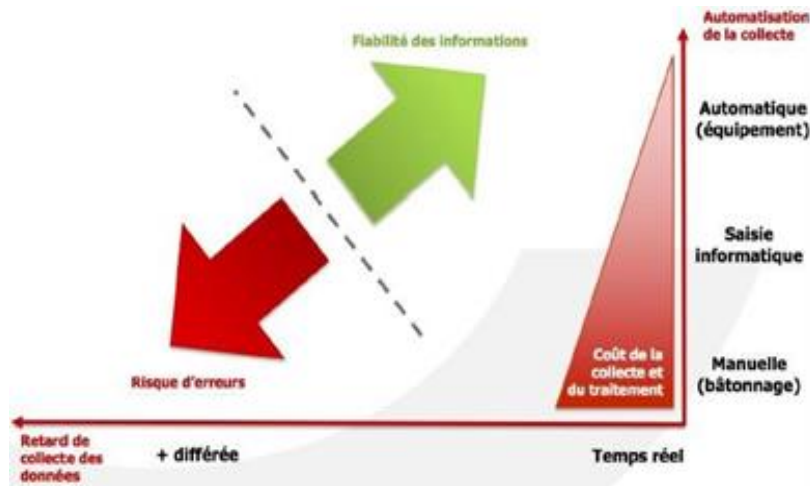 Automatisation
de la collecte
Fiabilité des informations
Automatique
(équipement)
Saisie
informatique
Coût de la
collecte et
du traitement
Manuelle
(bâtonnage)
Risque d'erreurs
Retard de
collecte des
données
+ différée
Temps réel